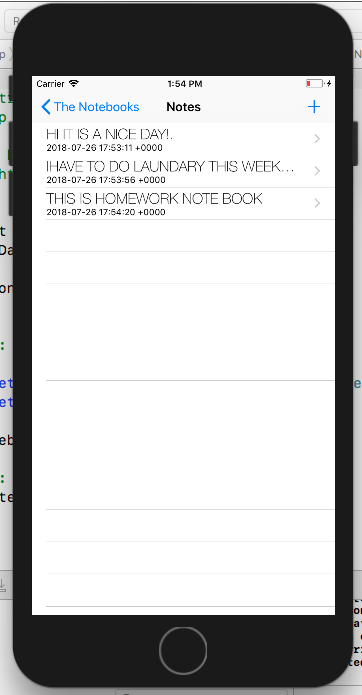 Carrier 1:54 PM
The Notebooks Notes +
HI IT IS A NICE DAY!.
2018-07-26 17:53:11 +0000
IHAVE TO DO LAUNDARY THIS WEEK...
2018-07-26 17:53:56 +0000
THIS IS HOMEWORK NOTE BOOK
2018-07-26 17:54:20 +0000